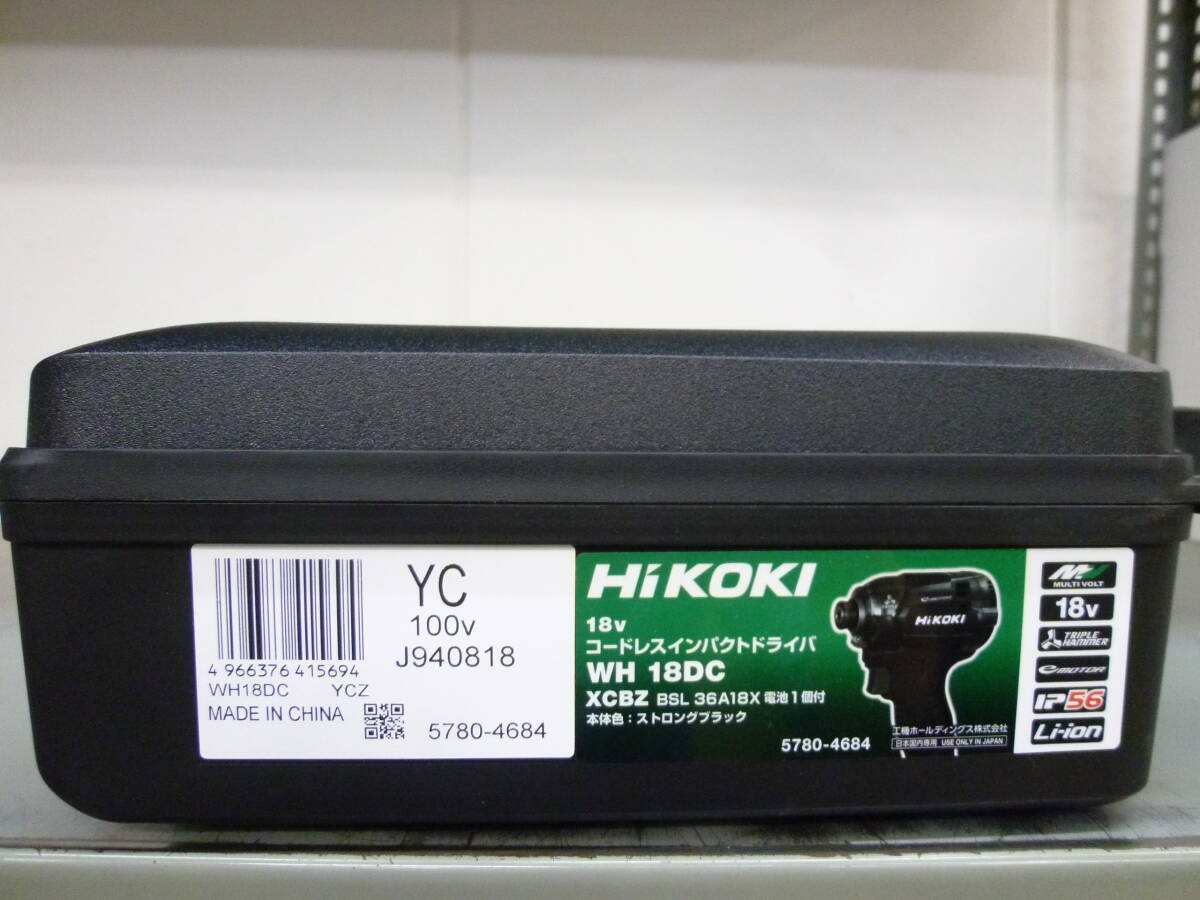 4 966376 415694
WH18DC YCZ
MADE IN CHINA
YC
100v
J940818
5780-4684
HiKOKI
18v
コードレスインパクトドライバ
WH 18DC
XCBZ BSL 36A18X 電池1個付
本体色：ストロングブラック
5780-4684
HiKOKI
工機ホールディングス株式会社
日本国内専用 USE ONLY IN JAPAN
MV
MULTI VOLT
18v
TRIPLE HAMMER
eMOTOR
IP56
Li-ion